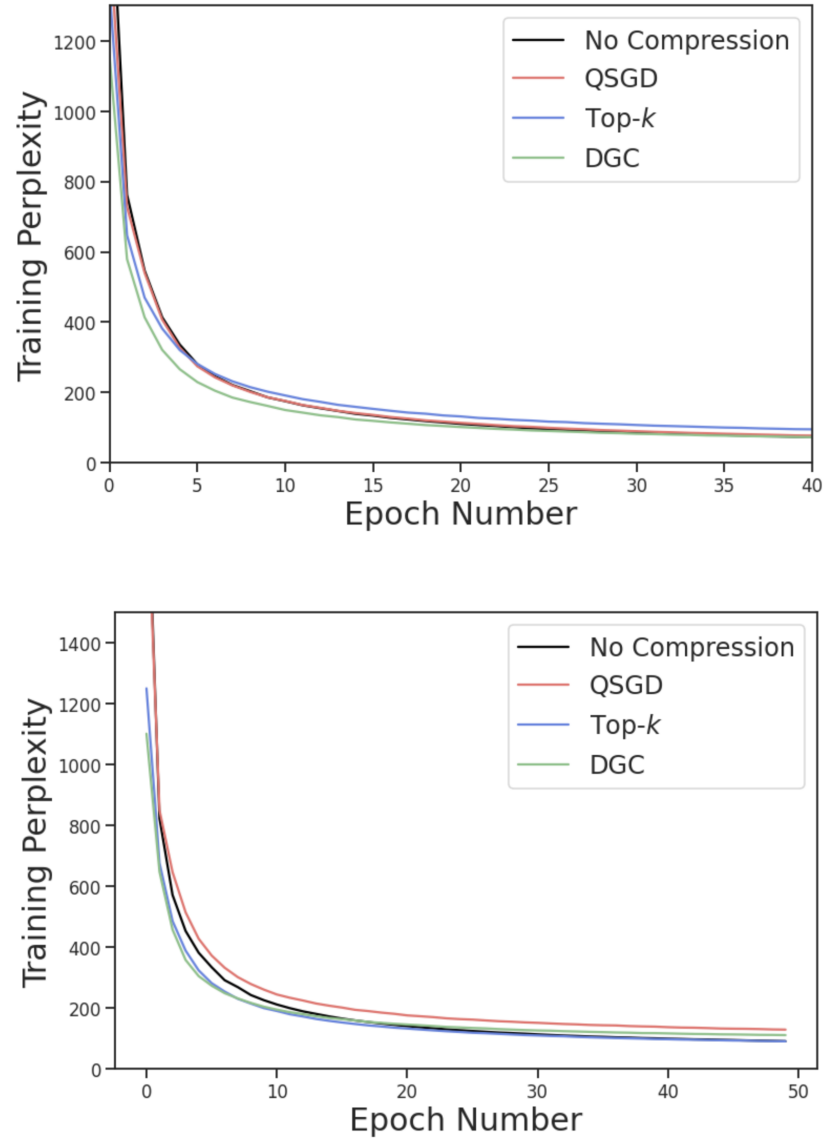 1200
1000
800
600
400
200
0
Training Perplexity
No Compression
QSGD
Top-k
DGC
0 5 10 15 20 25 30 35 40
Epoch Number
1400
1200
1000
800
600
400
200
0
Training Perplexity
No Compression
QSGD
Top-k
DGC
0 10 20 30 40 50
Epoch Number